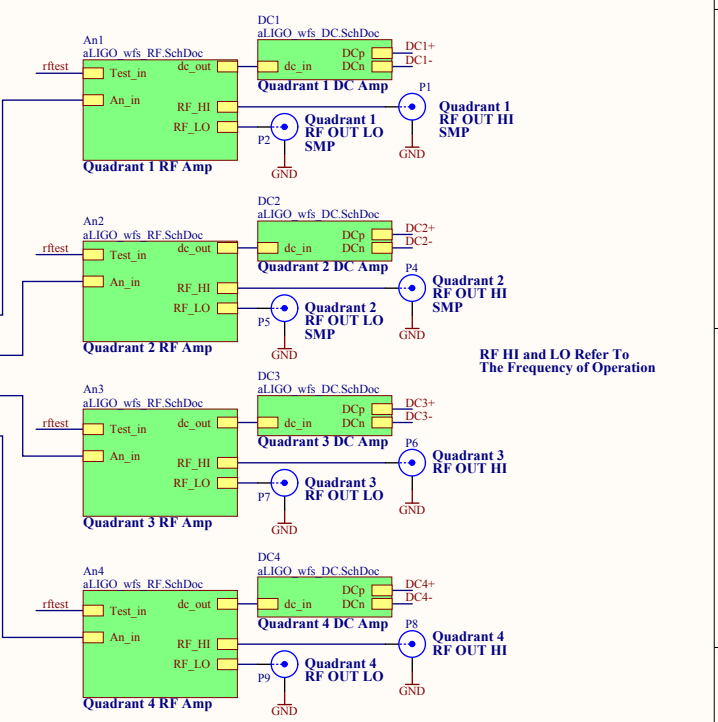 An1
aLIGO_wfs_RF.SchDoc
rftest
Test_in
dc_out
An_in
RF_HI
RF_LO
Quadrant 1 RF Amp
DC1
aLIGO_wfs_DC.SchDoc
DCp
DC1+
dc_in
DCn
DC1-
Quadrant 1 DC Amp
P1
Quadrant 1
RF OUT HI
SMP
GND
P2
Quadrant 1
RF OUT LO
SMP
GND
An2
aLIGO_wfs_RF.SchDoc
rftest
Test_in
dc_out
An_in
RF_HI
RF_LO
Quadrant 2 RF Amp
DC2
aLIGO_wfs_DC.SchDoc
DCp
DC2+
dc_in
DCn
DC2-
Quadrant 2 DC Amp
P4
Quadrant 2
RF OUT HI
SMP
GND
P5
Quadrant 2
RF OUT LO
SMP
GND
RF HI and LO Refer To
The Frequency of Operation
An3
aLIGO_wfs_RF.SchDoc
rftest
Test_in
dc_out
An_in
RF_HI
RF_LO
Quadrant 3 RF Amp
DC3
aLIGO_wfs_DC.SchDoc
DCp
DC3+
dc_in
DCn
DC3-
Quadrant 3 DC Amp
P6
Quadrant 3
RF OUT HI
GND
P7
Quadrant 3
RF OUT LO
GND
An4
aLIGO_wfs_RF.SchDoc
rftest
Test_in
dc_out
An_in
RF_HI
RF_LO
Quadrant 4 RF Amp
DC4
aLIGO_wfs_DC.SchDoc
DCp
DC4+
dc_in
DCn
DC4-
Quadrant 4 DC Amp
P8
Quadrant 4
RF OUT HI
GND
P9
Quadrant 4
RF OUT LO
GND